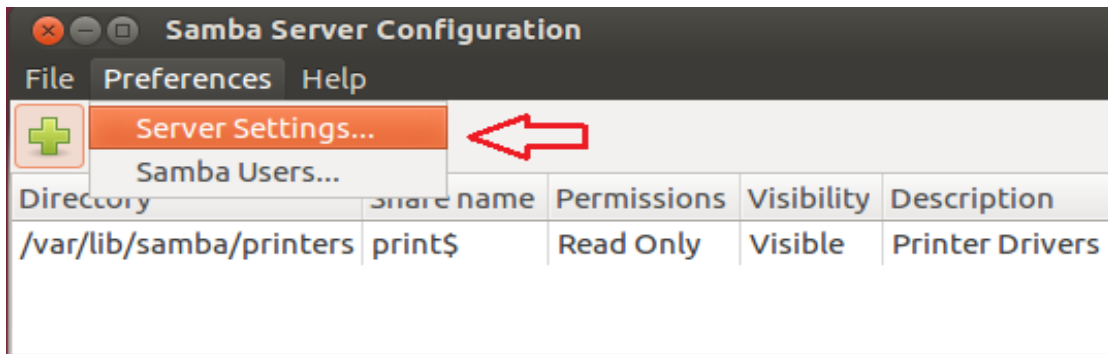 Samba Server Configuration
File Preferences Help
Server Settings...
Samba Users...
Directory Share name Permissions Visibility Description
/var/lib/samba/printers print$ Read Only Visible Printer Drivers